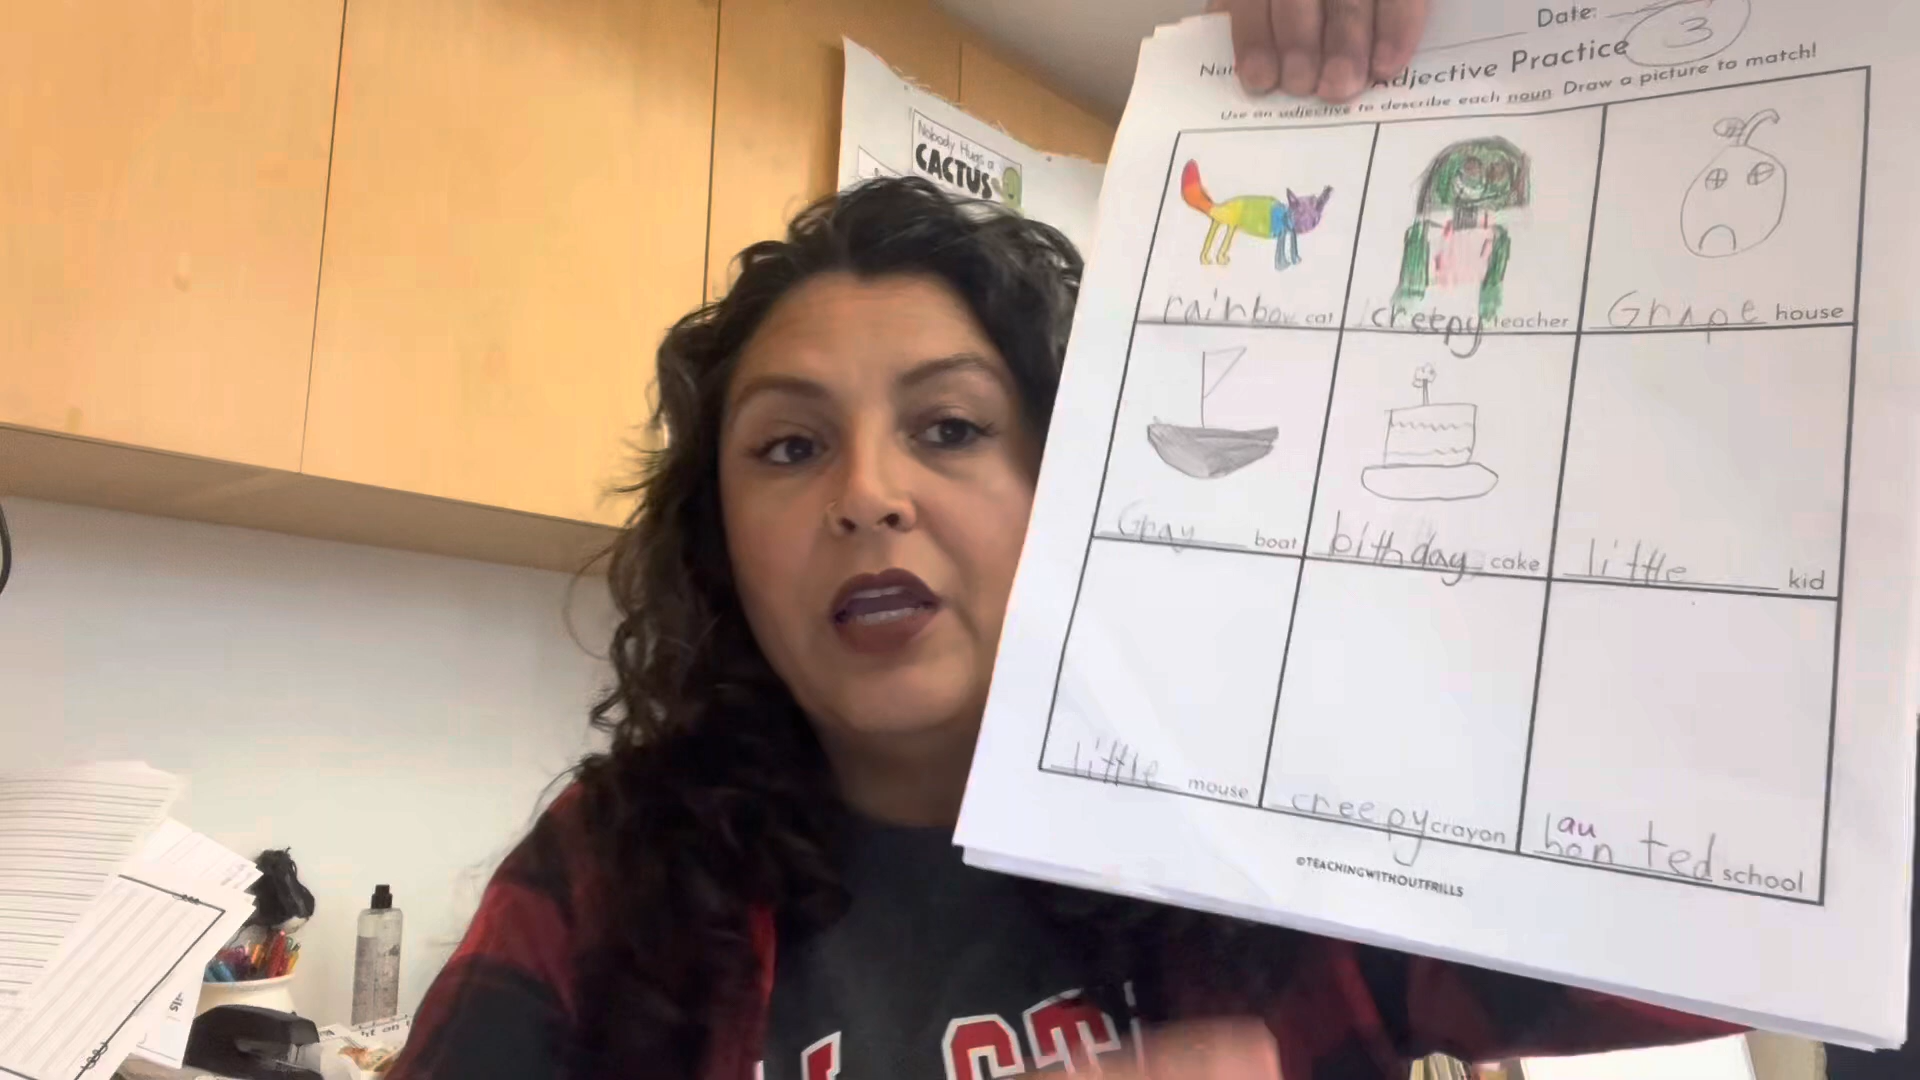 Date:
3
Adjective Practice
Use an adjective to describe each noun. Draw a picture to match!
rainbow cat
creepy teacher
Grape house
Gray boat
birthday cake
little kid
little mouse
creepy crayon
au
hon ted school
©TEACHINGWITHOUTFRILLS
Nobody Hugs a
CACTUS